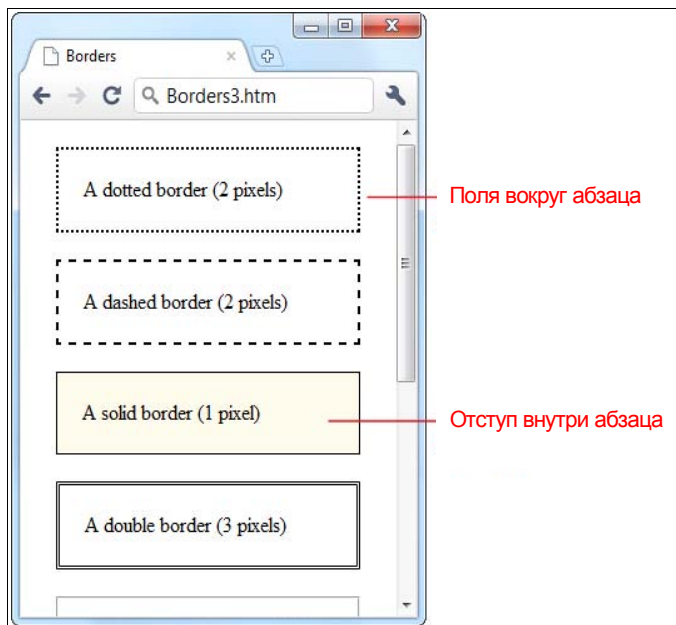 Borders
Borders3.htm
A dotted border (2 pixels)
Поля вокруг абзаца
A dashed border (2 pixels)
A solid border (1 pixel)
Отступ внутри абзаца
A double border (3 pixels)